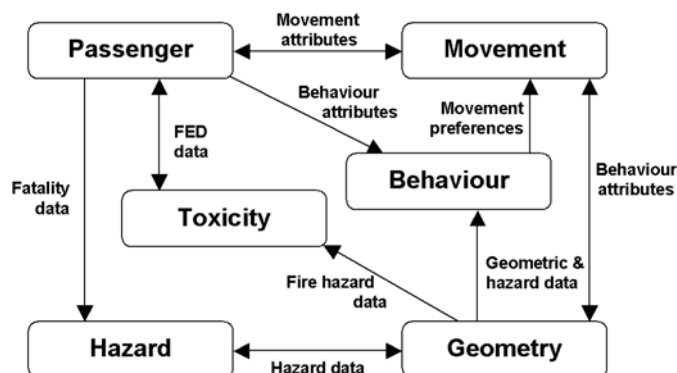 Passenger
Movement
attributes
Movement
Behaviour
attributes
Movement
preferences
FED
data
Fatality
data
Behaviour
Behaviour
attributes
Toxicity
Fire hazard
data
Geometric &
hazard data
Hazard
Hazard data
Geometry